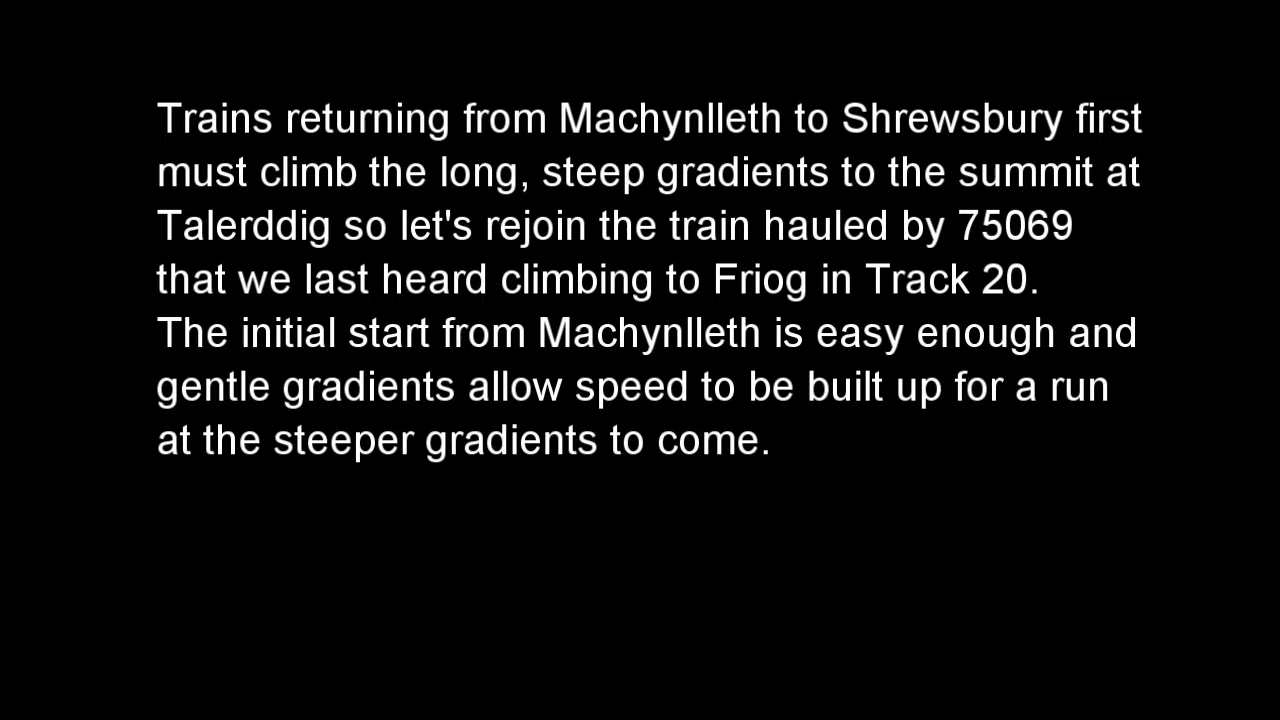 Trains returning from Machynlleth to Shrewsbury first
must climb the long, steep gradients to the summit at
Talerddig so let's rejoin the train hauled by 75069
that we last heard climbing to Friog in Track 20.
The initial start from Machynlleth is easy enough and
gentle gradients allow speed to be built up for a run
at the steeper gradients to come.